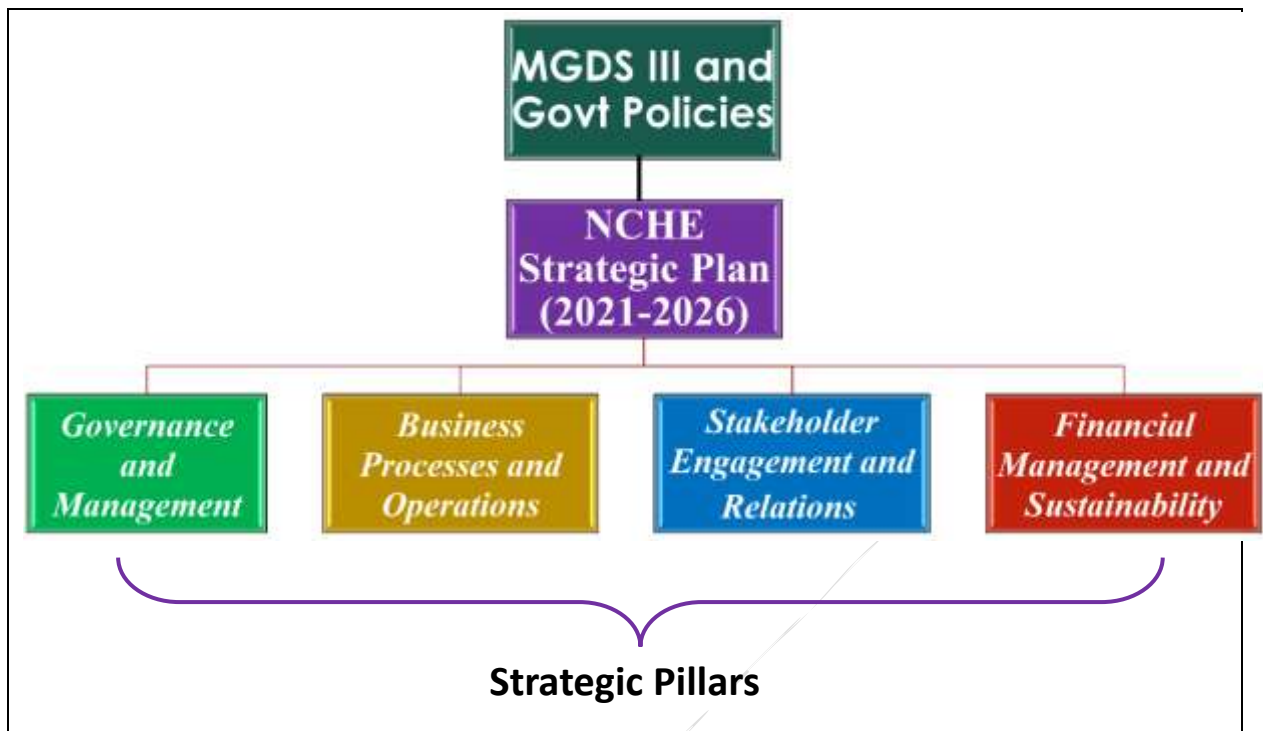 MGDS III and
Govt Policies
NCHE
Strategic Plan
(2021-2026)
Governance
and
Management
Business
Processes and
Operations
Stakeholder
Engagement and
Relations
Financial
Management and
Sustainability
Strategic Pillars